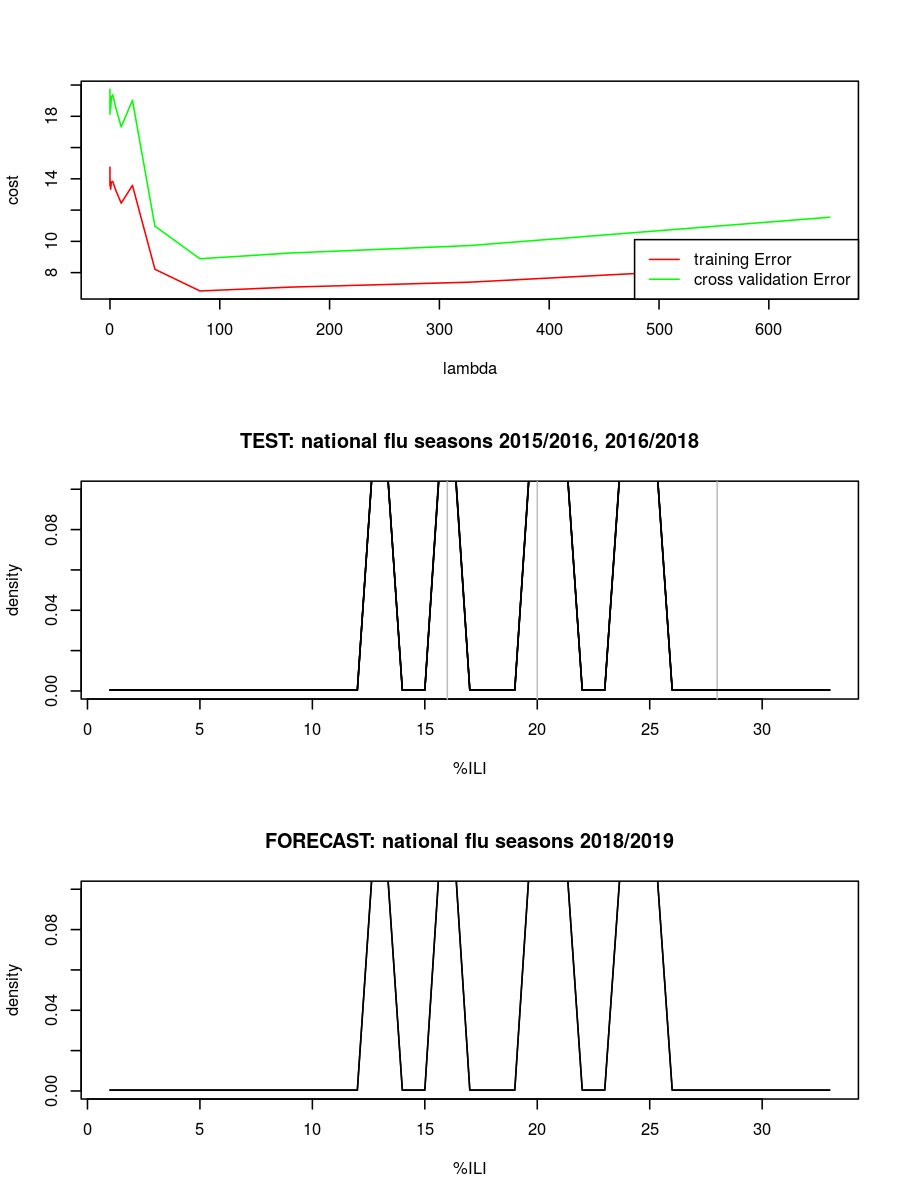 18
14
10
8
cost
training Error
cross validation Error
0 100 200 300 400 500 600
lambda
TEST: national flu seasons 2015/2016, 2016/2018
0.08
0.04
0.00
density
0 5 10 15 20 25 30
%ILI
FORECAST: national flu seasons 2018/2019
0.08
0.04
0.00
density
0 5 10 15 20 25 30
%ILI